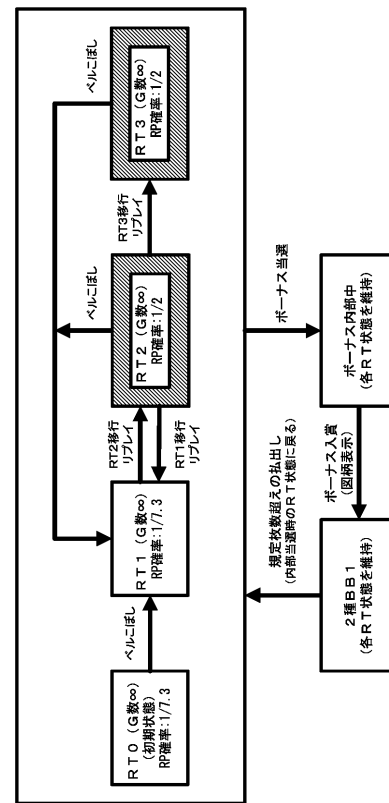 RT0 (G数∞)
(初期状態)
RP確率:1/7.3
ベルこぼし
RT1 (G数∞)
RP確率:1/7.3
RT2移行
リプレイ
RT1移行
リプレイ
RT2 (G数∞)
RP確率:1/2
ベルこぼし
RT3移行
リプレイ
RT3 (G数∞)
RP確率:1/2
ベルこぼし
規定枚数超えの払出し
(内部当選時のRT状態に戻る)
ボーナス当選
2種BB1
(各RT状態を維持)
ボーナス入賞
(図柄表示)
ボーナス内部中
(各RT状態を維持)